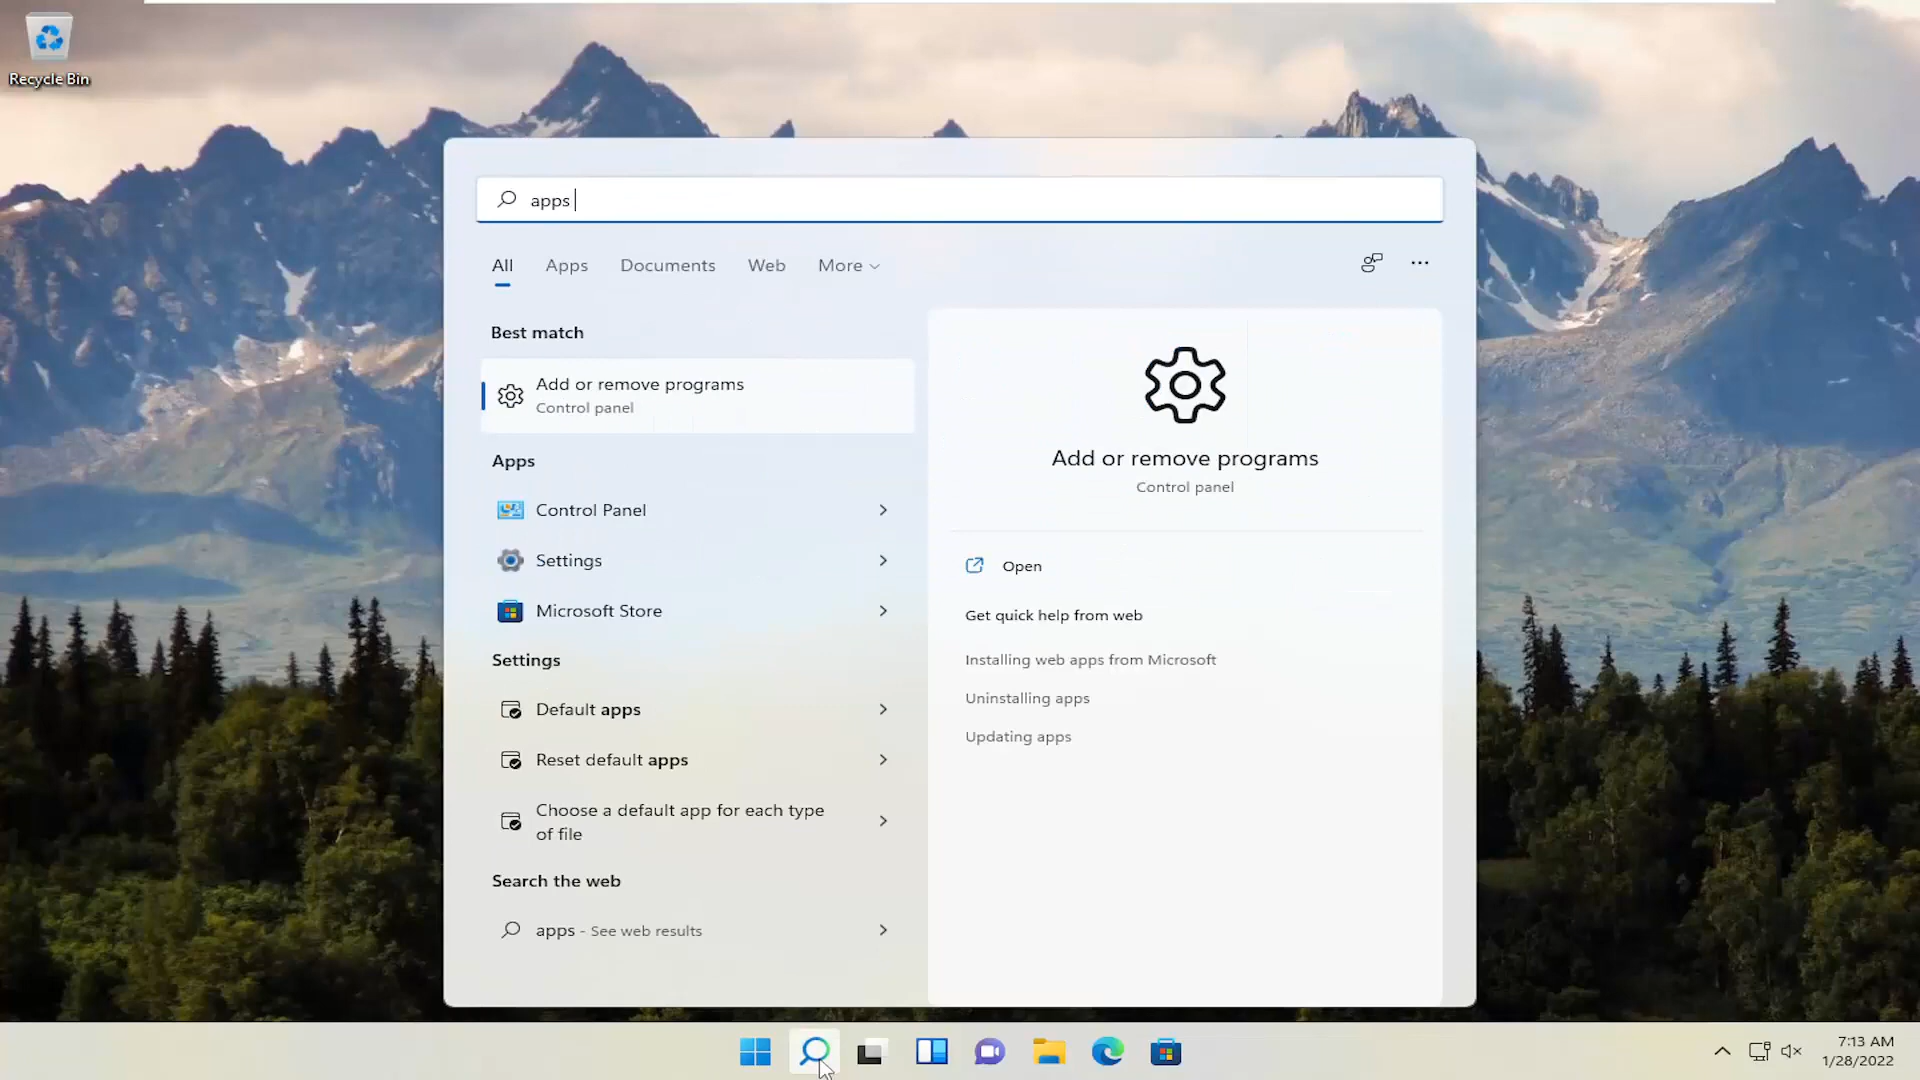 Recycle Bin
apps
All Apps Documents Web More
Best match
Add or remove programs
Control panel
Apps
Control Panel
Settings
Microsoft Store
Settings
Default apps
Reset default apps
Choose a default app for each type
of file
Search the web
apps - See web results
Add or remove programs
Control panel
Open
Get quick help from web
Installing web apps from Microsoft
Uninstalling apps
Updating apps
7:13 AM
1/28/2022